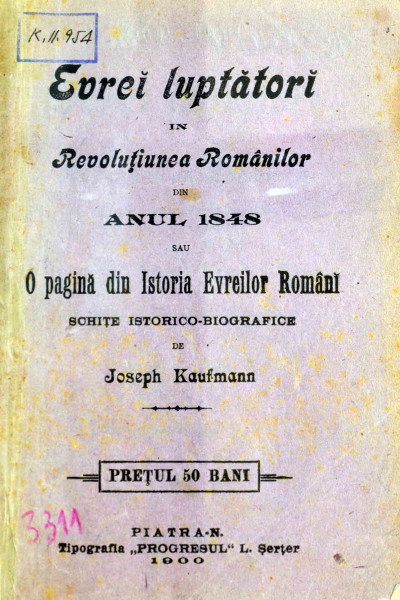 K.II.954
Evreĭ luptătorĭ
IN
Revoluțiunea Românilor
DIN
ANUL 1848
SAU
O pagină din Istoria Evreilor Românĭ
SCHIȚE ISTORICO-BIOGRAFICE
DE
Joseph Kaufmann
PREȚUL 50 BANI
3311
PIATRA-N.
Tipografia „PROGRESUL“ L. Șerțer
1900